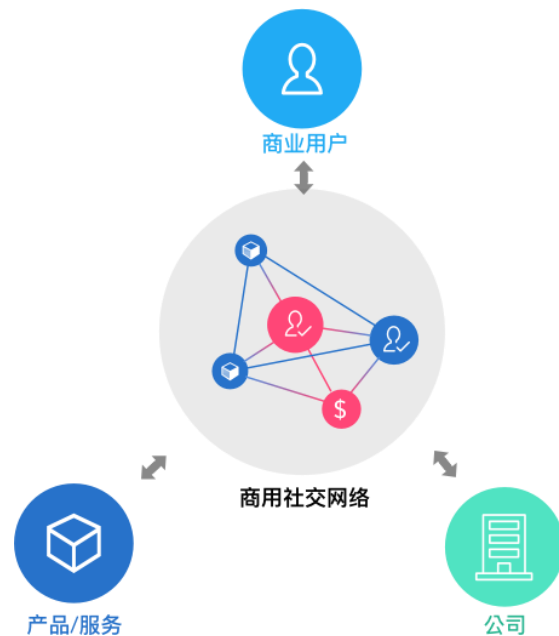 商业用户
$
商用社交网络
产品/服务
公司